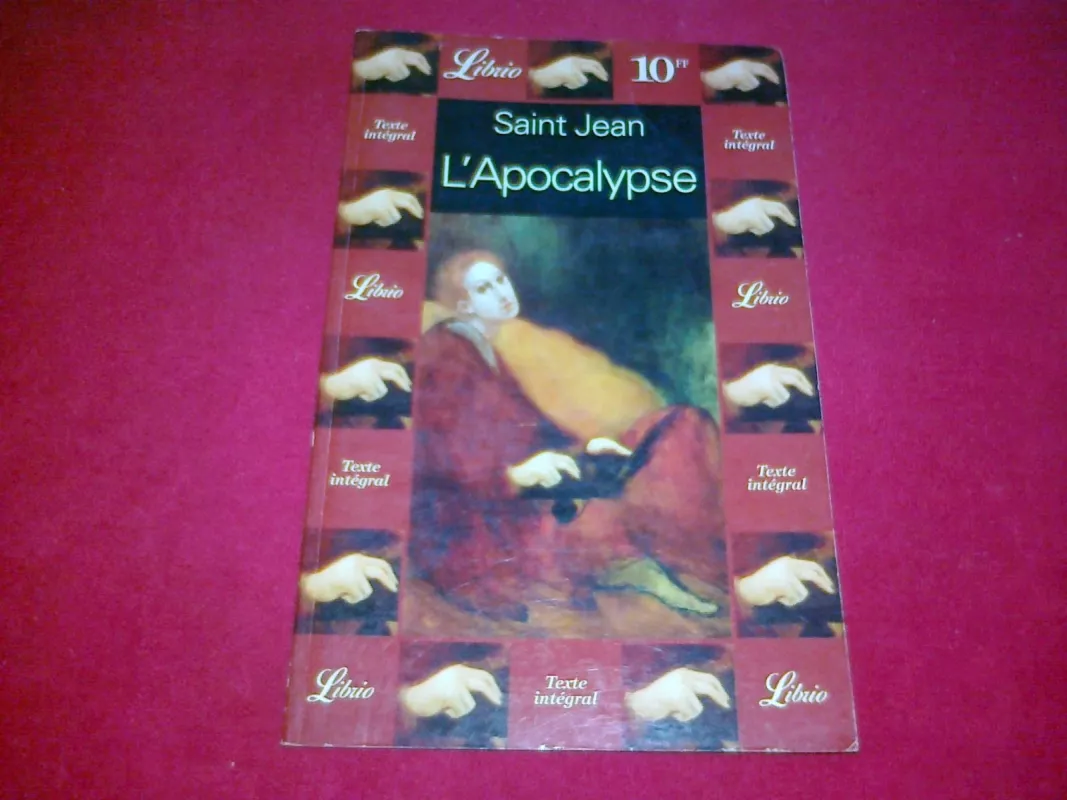 Librio
10FF
Saint Jean
L'Apocalypse
Texte
intégral
Texte
intégral
Librio
Librio
Texte
intégral
Texte
intégral
Librio
Texte
intégral
Librio